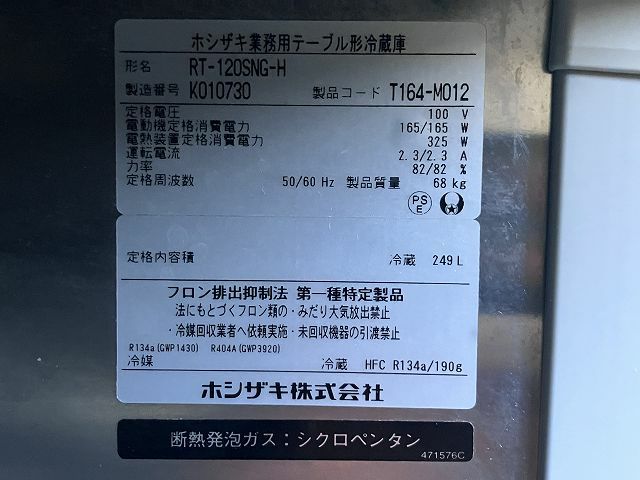 ホシザキ業務用テーブル形冷蔵庫
形名 RT-120SNG-H
製造番号 K010730 製品コード T164-M012
定格電圧 100 V
電動機定格消費電力 165/165 W
電熱装置定格消費電力 325 W
運転電流 2.3/2.3 A
力率 82/82 %
定格周波数 50/60 Hz 製品質量 68 kg
PS
E
定格内容積 冷蔵 249 L
フロン排出抑制法 第一種特定製品
・法にもとづくフロン類の・みだり大気放出禁止
・冷媒回収業者へ依頼実施・未回収機器の引渡禁止
R134a(GWP1430) R404A(GWP3920)
冷媒 冷蔵 HFC R134a/190g
ホシザキ株式会社
断熱発泡ガス：シクロペンタン
471576C